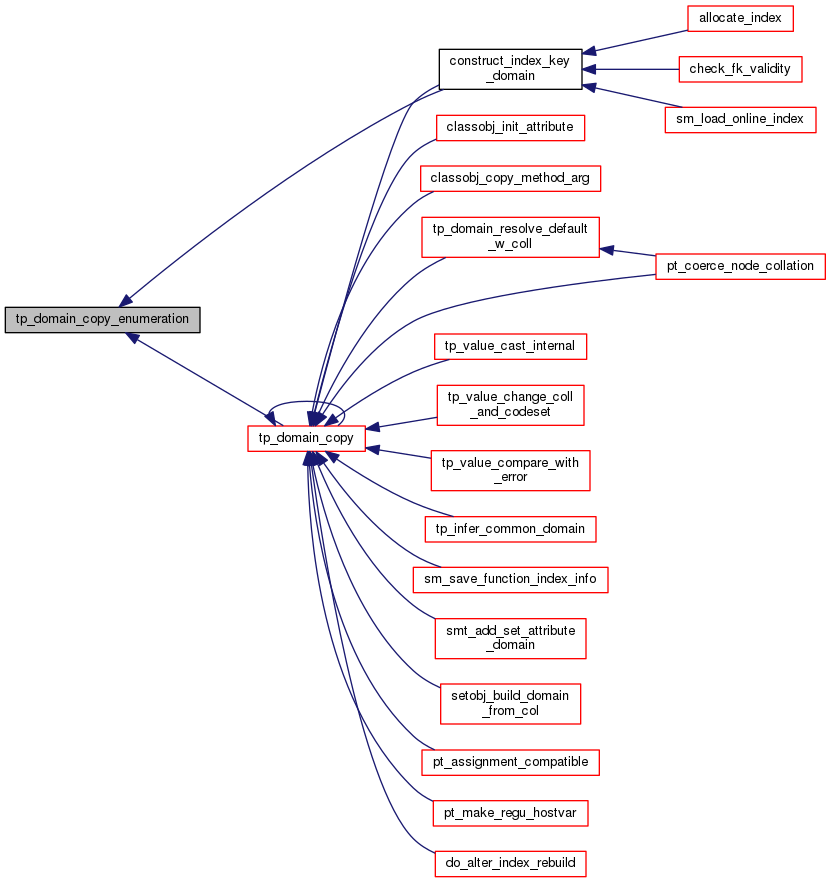 allocate_index
construct_index_key
_domain
check_fk_validity
sm_load_online_index
classobj_init_attribute
classobj_copy_method_arg
tp_domain_resolve_default
_w_coll
pt_coerce_node_collation
tp_domain_copy_enumeration
tp_value_cast_internal
tp_value_change_coll
_and_codeset
tp_domain_copy
tp_value_compare_with
_error
tp_infer_common_domain
sm_save_function_index_info
smt_add_set_attribute
_domain
setobj_build_domain
_from_col
pt_assignment_compatible
pt_make_regu_hostvar
do_alter_index_rebuild